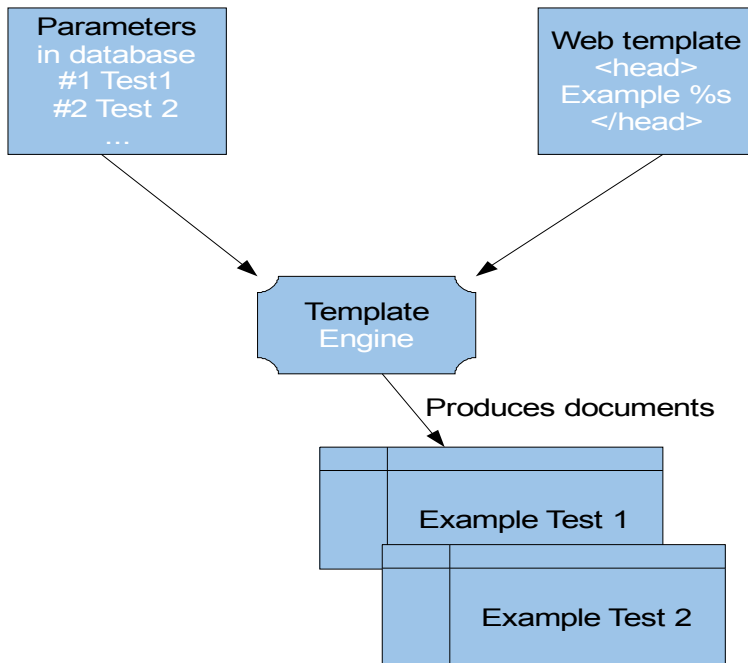 Parameters
in database
#1 Test1
#2 Test 2
...
Web template
<head>
Example %s
</head>
Template
Engine
Produces documents
Example Test 1
Example Test 2